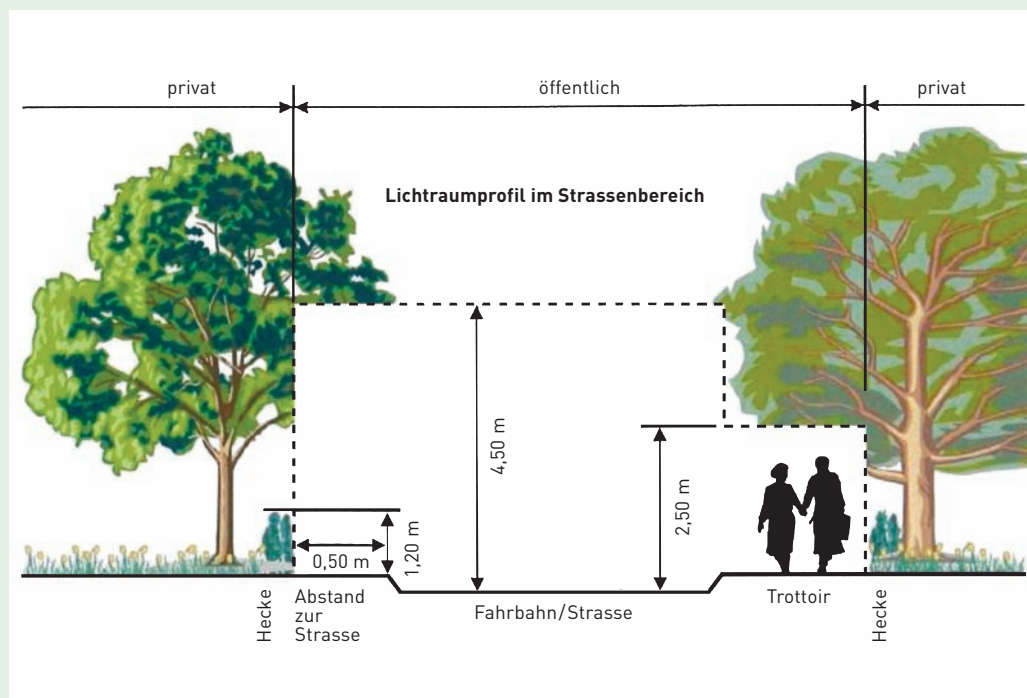 privat
öffentlich
privat
Lichtraumprofil im Strassenbereich
4,50 m
2,50 m
1,20 m
0,50 m
Hecke
Abstand
zur
Strasse
Fahrbahn/Strasse
Trottoir
Hecke